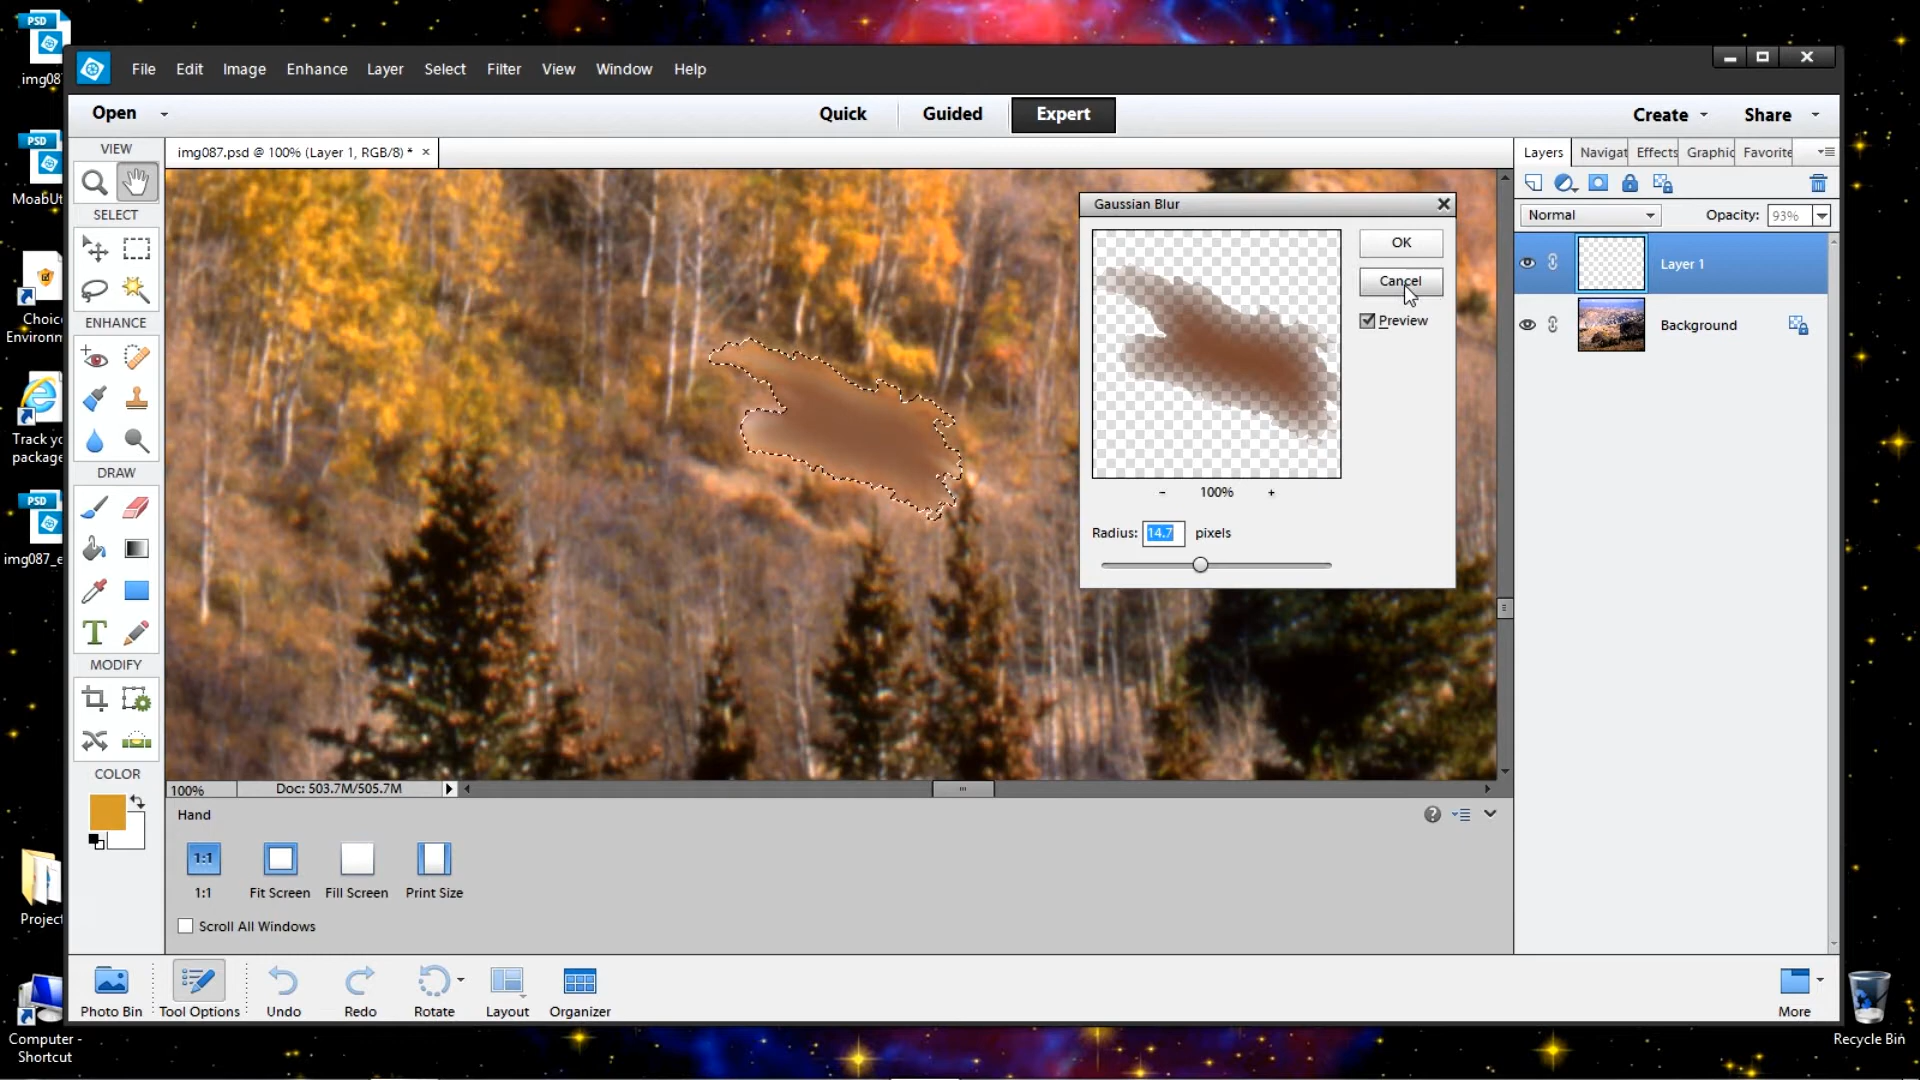 PSD
img08
PSD
MoabUt
Choic
Environm
Track yo
package
PSD
img087_e
Project
Computer -
Shortcut
Recycle Bin
File Edit Image Enhance Layer Select Filter View Window Help
Open
Quick Guided Expert
Create Share
VIEW
SELECT
ENHANCE
DRAW
T
MODIFY
COLOR
img087.psd @ 100% (Layer 1, RGB/8) * ×
Gaussian Blur
OK
Cancel
Preview
− 100% +
Radius: 14.7 pixels
Layers Navigat Effects Graphic Favorite
Normal Opacity: 93%
Layer 1
Background
100% Doc: 503.7M/505.7M
Hand
1:1
1:1 Fit Screen Fill Screen Print Size
Scroll All Windows
Photo Bin Tool Options Undo Redo Rotate Layout Organizer More